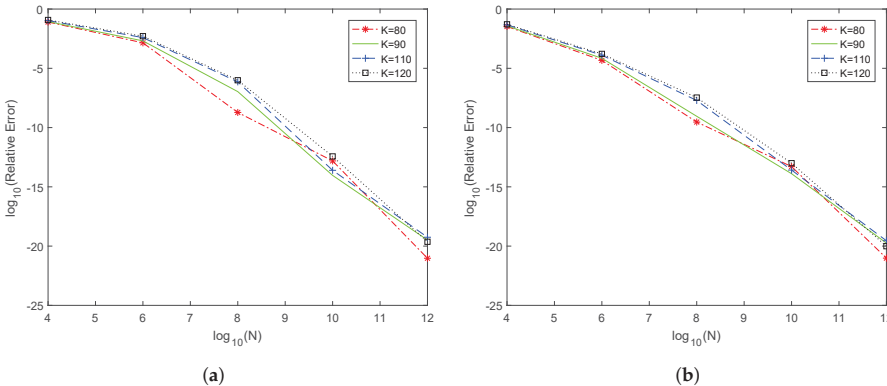 0
-5
-10
-15
-20
-25
log10(Relative Error)
4 5 6 7 8 9 10 11 12
log10(N)
K=80
K=90
K=110
K=120
(a)
0
-5
-10
-15
-20
-25
log10(Relative Error)
4 5 6 7 8 9 10 11 12
log10(N)
K=80
K=90
K=110
K=120
(b)